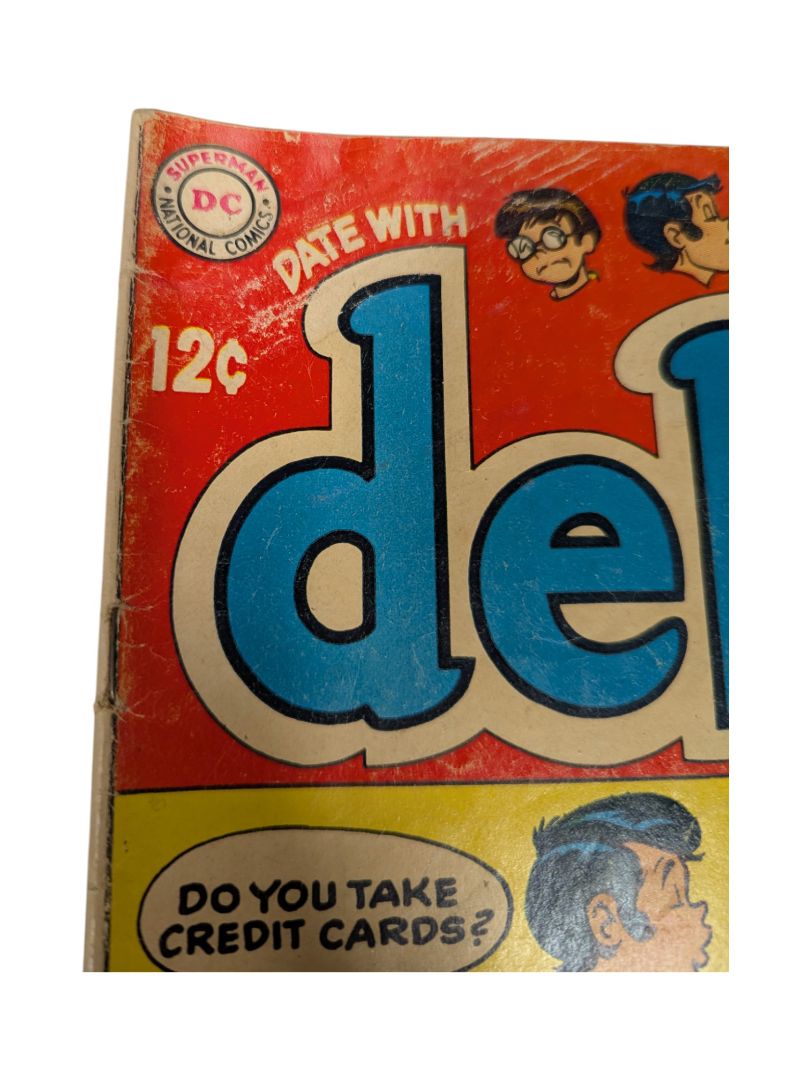 SUPERMAN
DC
NATIONAL COMICS
DATE WITH
12¢
de
DO YOU TAKE
CREDIT CARDS?